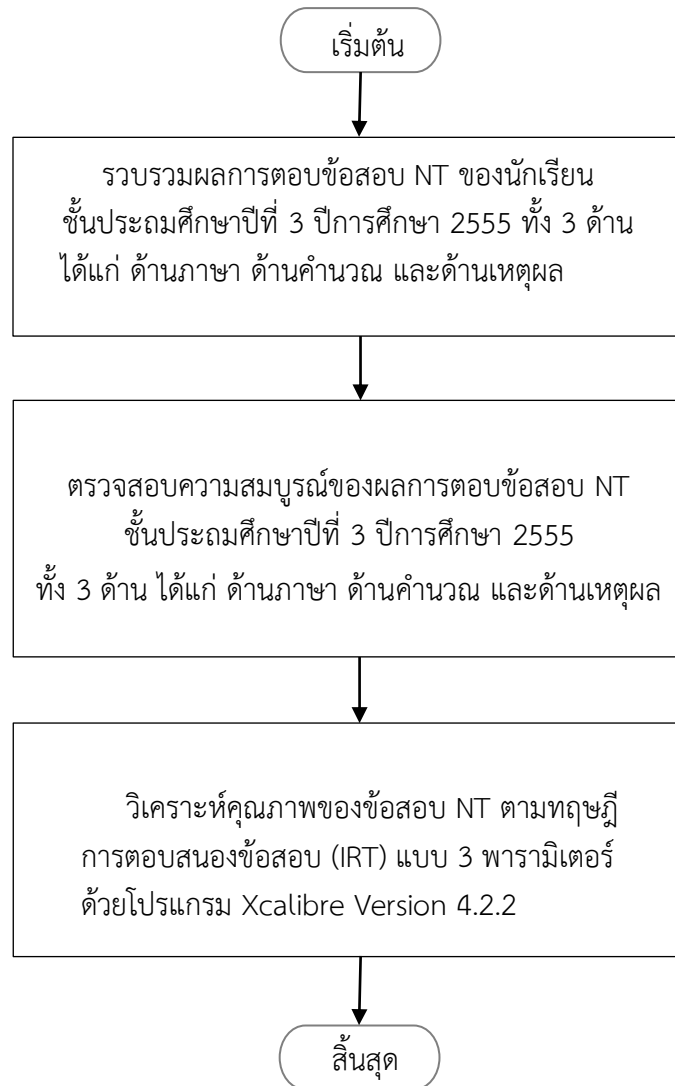 เริ่มต้น
รวบรวมผลการตอบข้อสอบ NT ของนักเรียน
ชั้นประถมศึกษาปีที่ 3 ปีการศึกษา 2555 ทั้ง 3 ด้าน
ได้แก่ ด้านภาษา ด้านคำนวณ และด้านเหตุผล
ตรวจสอบความสมบูรณ์ของผลการตอบข้อสอบ NT
ชั้นประถมศึกษาปีที่ 3 ปีการศึกษา 2555
ทั้ง 3 ด้าน ได้แก่ ด้านภาษา ด้านคำนวณ และด้านเหตุผล
วิเคราะห์คุณภาพของข้อสอบ NT ตามทฤษฎี
การตอบสนองข้อสอบ (IRT) แบบ 3 พารามิเตอร์
ด้วยโปรแกรม Xcalibre Version 4.2.2
สิ้นสุด